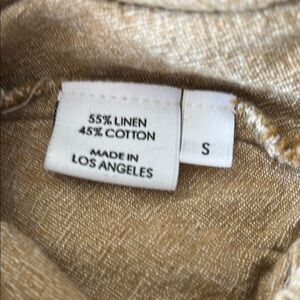 55% LINEN
45% COTTON
MADE IN
LOS ANGELES
S